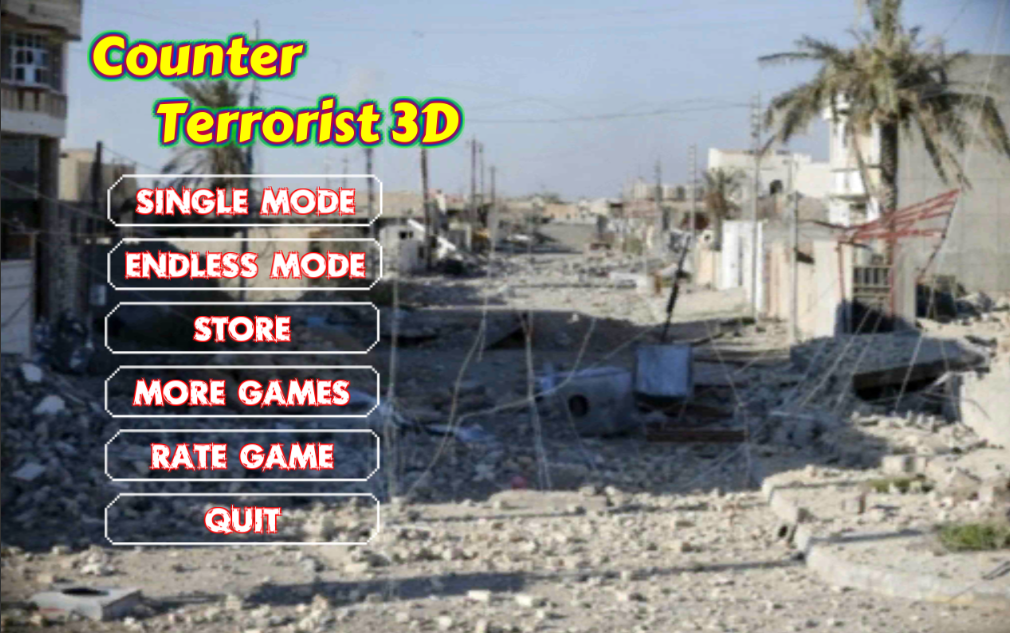 Counter
Terrorist 3D
SINGLE MODE
ENDLESS MODE
STORE
MORE GAMES
RATE GAME
QUIT